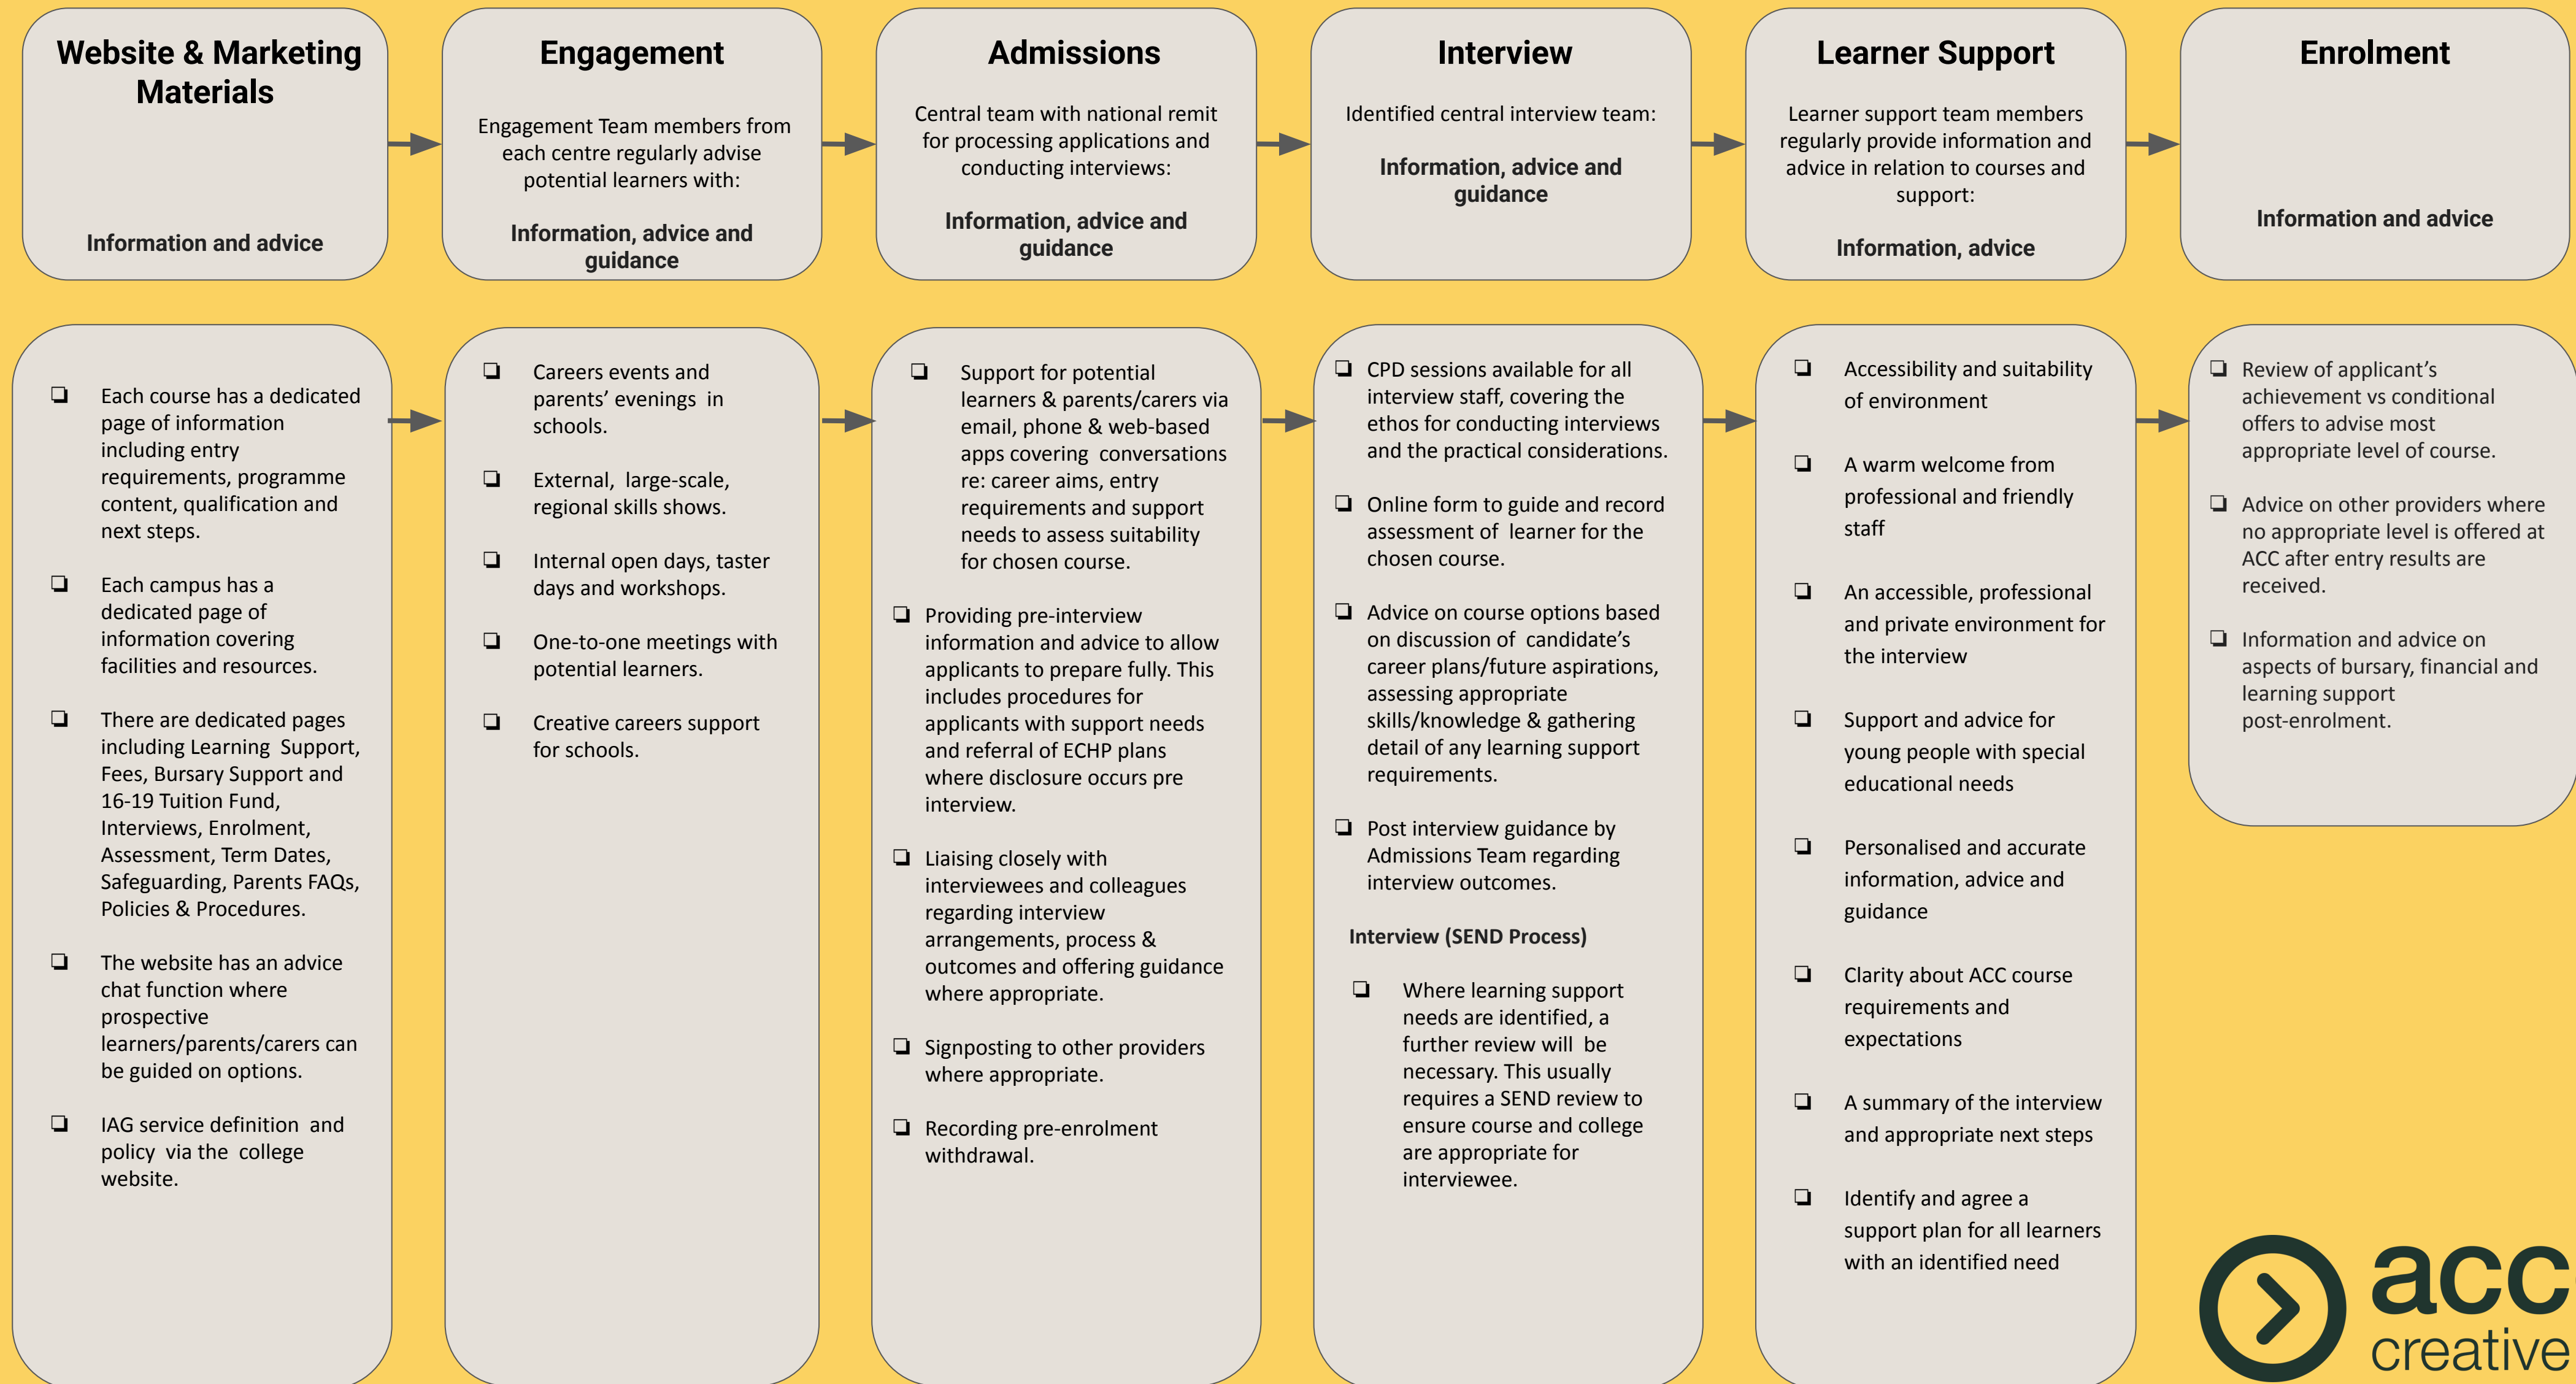 Website & Marketing
Materials
Information and advice
Engagement
Engagement Team members from
each centre regularly advise
potential learners with:
Information, advice and
guidance
Admissions
Central team with national remit
for processing applications and
conducting interviews:
Information, advice and
guidance
Interview
Identified central interview team:
Information, advice and
guidance
Learner Support
Learner support team members
regularly provide information and
advice in relation to courses and
support:
Information, advice
Enrolment
Information and advice
Each course has a dedicated
page of information
including entry
requirements, programme
content, qualification and
next steps.
Each campus has a
dedicated page of
information covering
facilities and resources.
There are dedicated pages
including Learning Support,
Fees, Bursary Support and
16-19 Tuition Fund,
Interviews, Enrolment,
Assessment, Term Dates,
Safeguarding, Parents FAQs,
Policies & Procedures.
The website has an advice
chat function where
prospective
learners/parents/carers can
be guided on options.
IAG service definition and
policy via the college
website.
Careers events and
parents’ evenings in
schools.
External, large-scale,
regional skills shows.
Internal open days, taster
days and workshops.
One-to-one meetings with
potential learners.
Creative careers support
for schools.
Support for potential
learners & parents/carers via
email, phone & web-based
apps covering conversations
re: career aims, entry
requirements and support
needs to assess suitability
for chosen course.
Providing pre-interview
information and advice to allow
applicants to prepare fully. This
includes procedures for
applicants with support needs
and referral of ECHP plans
where disclosure occurs pre
interview.
Liaising closely with
interviewees and colleagues
regarding interview
arrangements, process &
outcomes and offering guidance
where appropriate.
Signposting to other providers
where appropriate.
Recording pre-enrolment
withdrawal.
CPD sessions available for all
interview staff, covering the
ethos for conducting interviews
and the practical considerations.
Online form to guide and record
assessment of learner for the
chosen course.
Advice on course options based
on discussion of candidate’s
career plans/future aspirations,
assessing appropriate
skills/knowledge & gathering
detail of any learning support
requirements.
Post interview guidance by
Admissions Team regarding
interview outcomes.
Interview (SEND Process)
Where learning support
needs are identified, a
further review will be
necessary. This usually
requires a SEND review to
ensure course and college
are appropriate for
interviewee.
Accessibility and suitability
of environment
A warm welcome from
professional and friendly
staff
An accessible, professional
and private environment for
the interview
Support and advice for
young people with special
educational needs
Personalised and accurate
information, advice and
guidance
Clarity about ACC course
requirements and
expectations
A summary of the interview
and appropriate next steps
Identify and agree a
support plan for all learners
with an identified need
Review of applicant’s
achievement vs conditional
offers to advise most
appropriate level of course.
Advice on other providers where
no appropriate level is offered at
ACC after entry results are
received.
Information and advice on
aspects of bursary, financial and
learning support
post-enrolment.
acc
creative